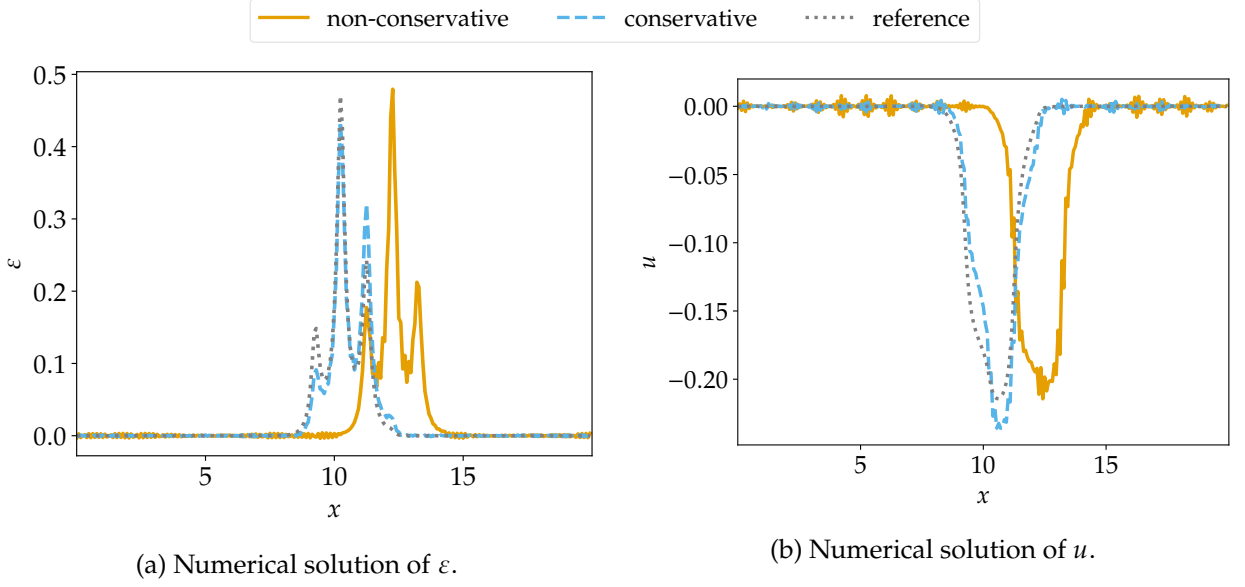 non-conservative conservative reference
0.5
0.4
0.3
0.2
0.1
0.0
ε
5 10 15
x
(a) Numerical solution of ε.
0.00
−0.05
−0.10
−0.15
−0.20
u
5 10 15
x
(b) Numerical solution of u.